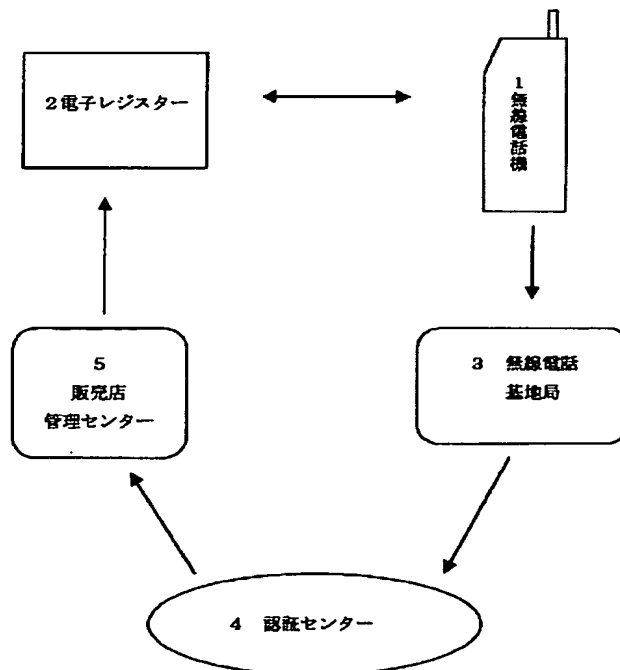 2電子レジスター
1無線電話機
5
販売店
管理センター
3 無線電話
基地局
4 認証センター